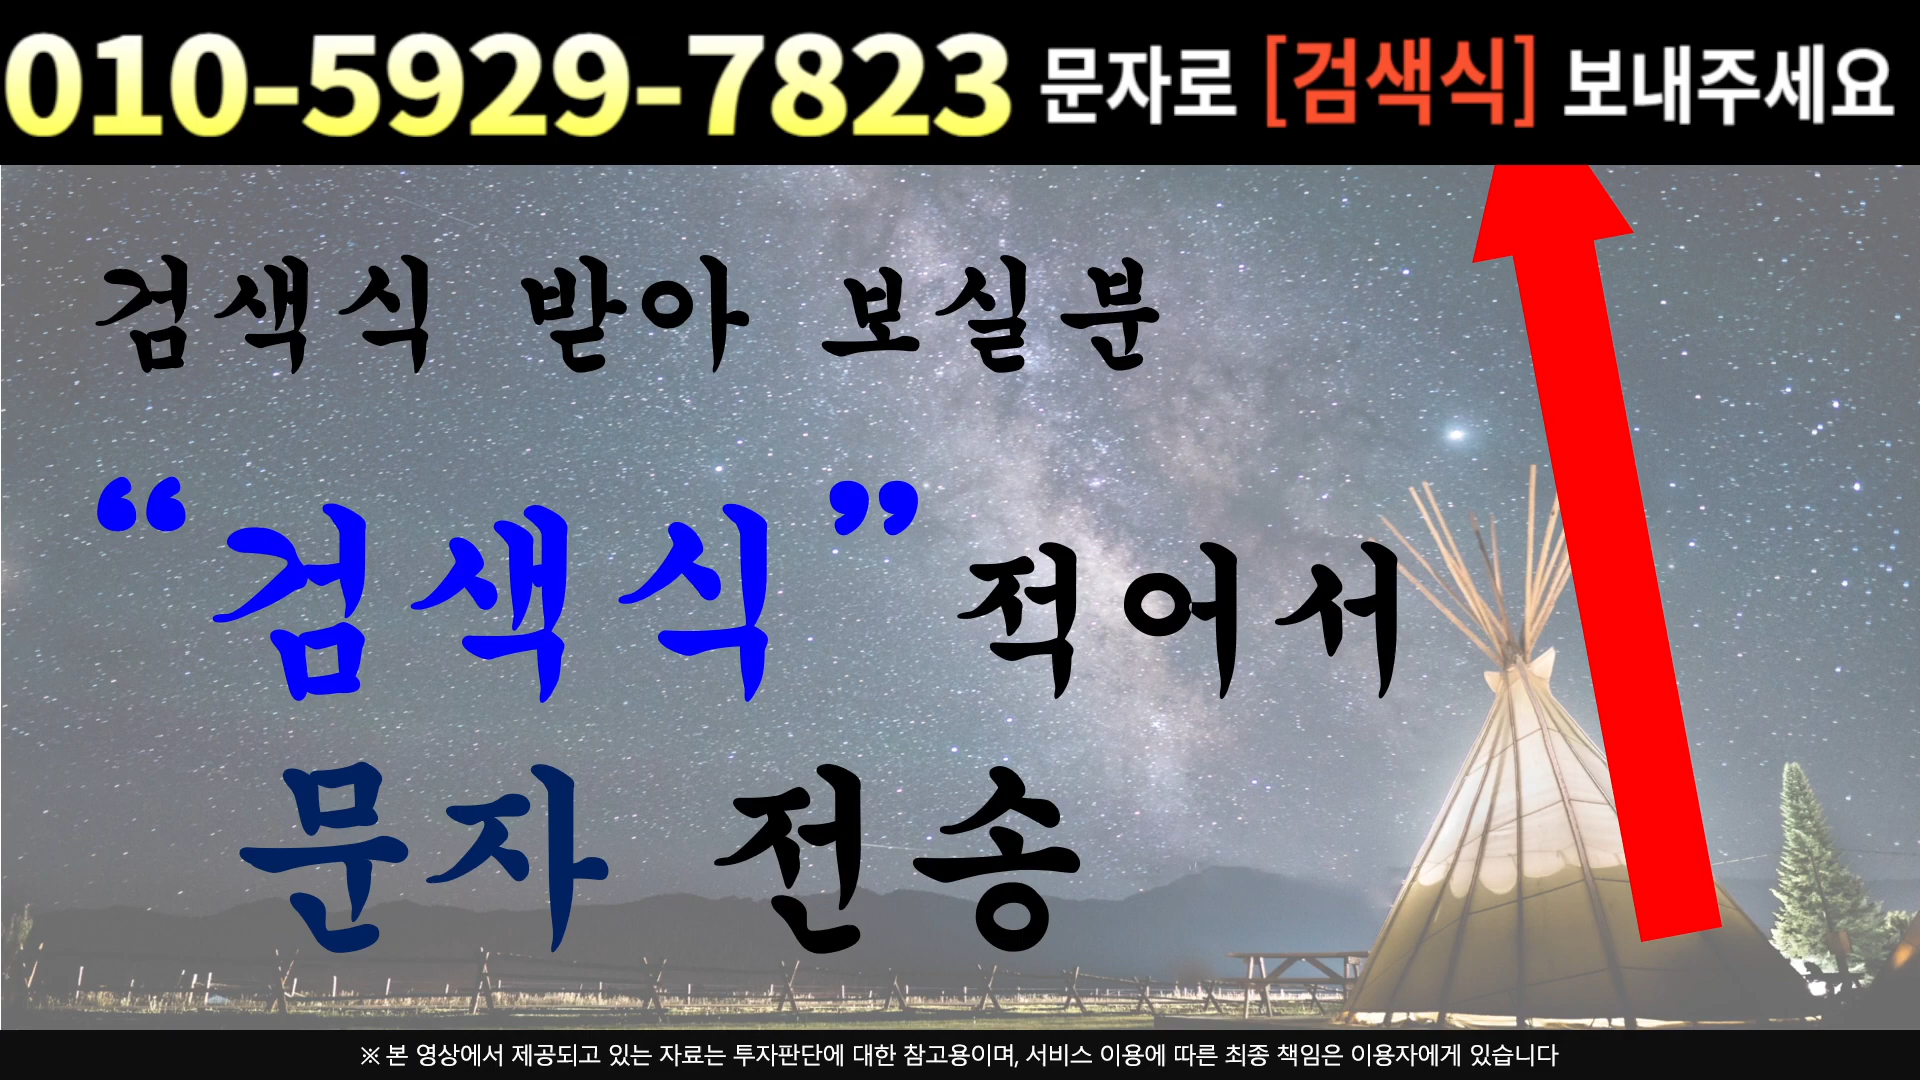 010-5929-7823 문자로 [검색식] 보내주세요
검색식 받아 보실분
“검색식” 적어서
문자 전송
※ 본 영상에서 제공되고 있는 자료는 투자판단에 대한 참고용이며, 서비스 이용에 따른 최종 책임은 이용자에게 있습니다